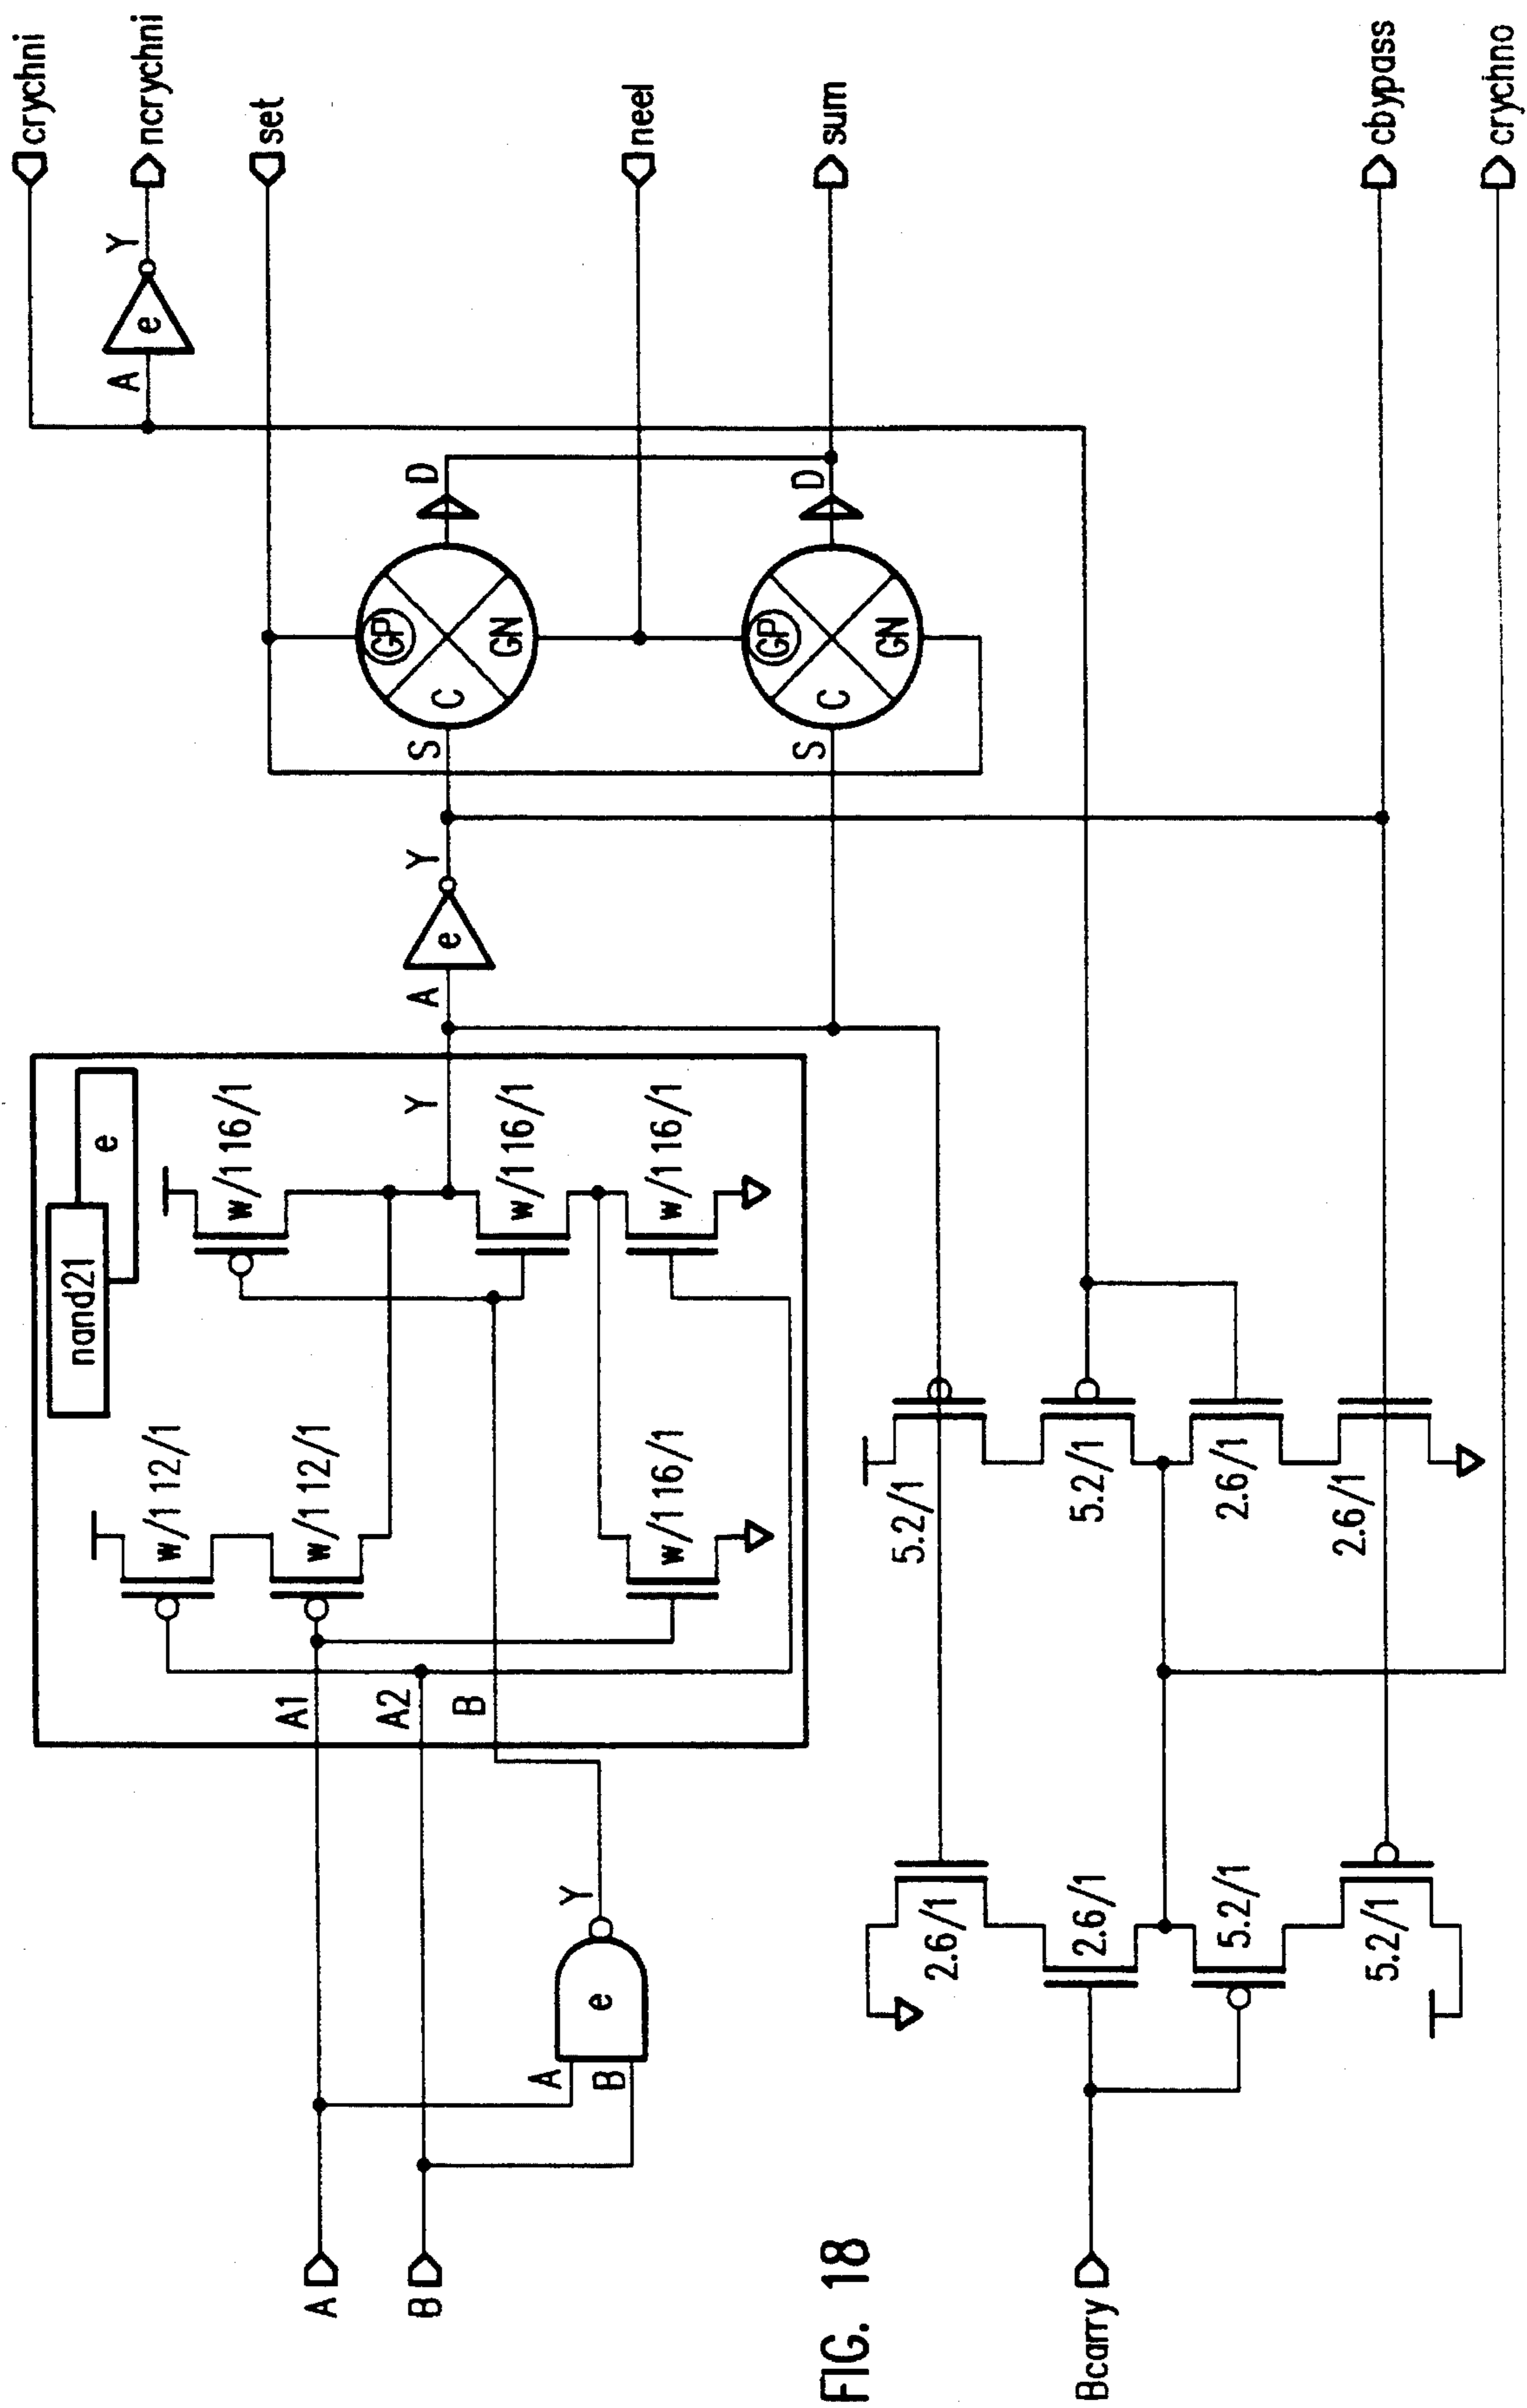 crychni
ncrychni
set
neel
sum
cbypass
crychno
A
e
Y
GP
GN
C
S
D
GP
GN
C
S
D
A
e
Y
nand21
e
w/1 12/1
w/1 12/1
w/1 16/1
w/1 16/1
w/1 16/1
w/1 16/1
Y
A1
A2
B
A
B
A
B
e
Y
5.2/1
5.2/1
2.6/1
2.6/1
2.6/1
2.6/1
5.2/1
5.2/1
Bcarry
FIG. 18